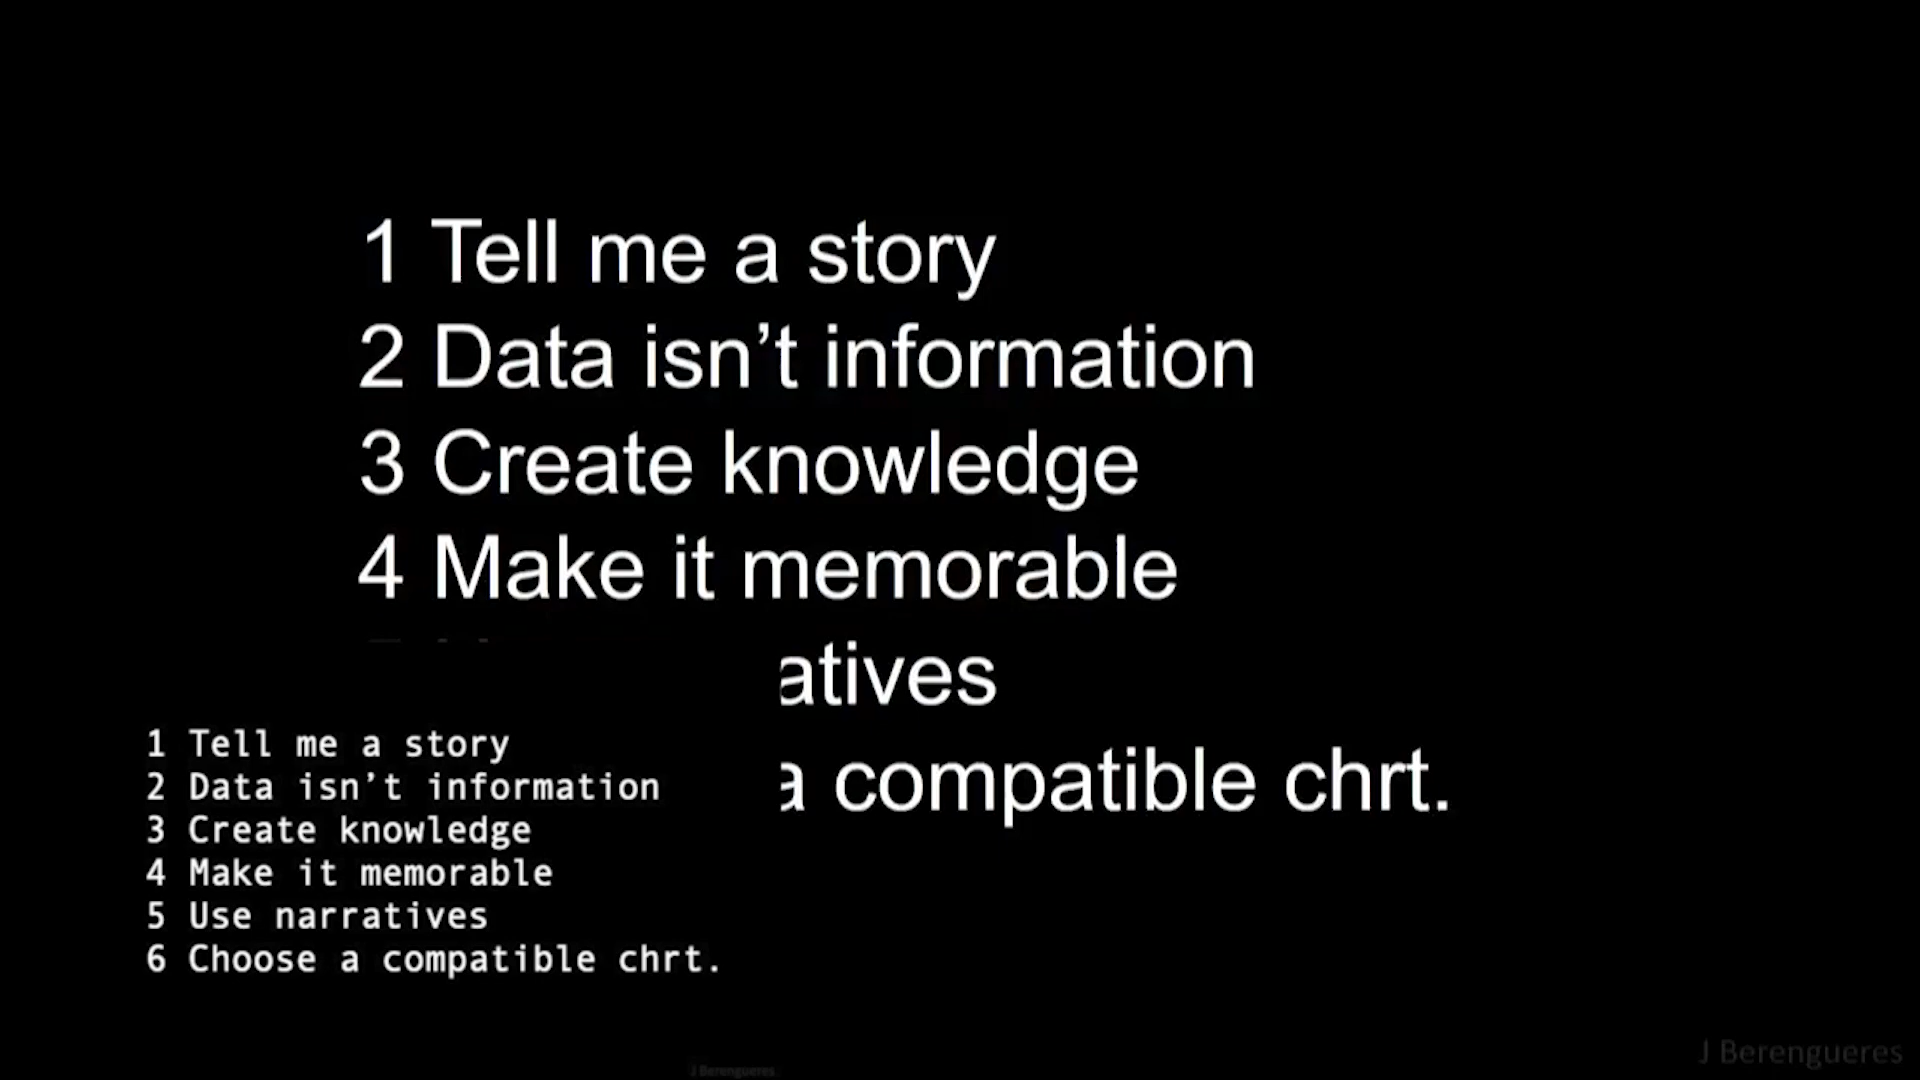 1 Tell me a story
2 Data isn’t information
3 Create knowledge
4 Make it memorable
atives
a compatible chrt.
1 Tell me a story
2 Data isn’t information
3 Create knowledge
4 Make it memorable
5 Use narratives
6 Choose a compatible chrt.
J Berengueres
J Berengueres